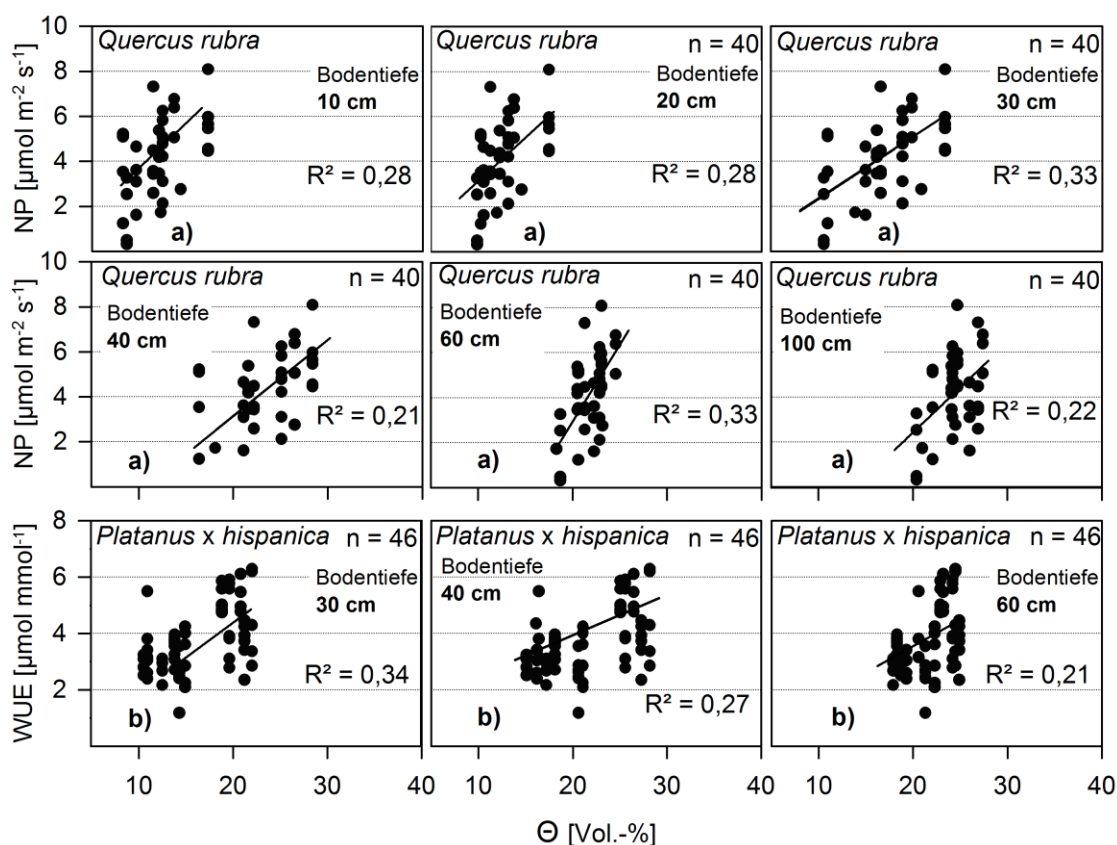 10
8
6
4
2
NP [µmol m⁻² s⁻¹]
Quercus rubra
Bodentiefe
10 cm
R² = 0,28
a)
Quercus rubra
n = 40
Bodentiefe
20 cm
R² = 0,28
a)
Quercus rubra
n = 40
Bodentiefe
30 cm
R² = 0,33
a)
10
8
6
4
2
NP [µmol m⁻² s⁻¹]
Quercus rubra
n = 40
Bodentiefe
40 cm
R² = 0,21
a)
n = 40
Quercus rubra
Bodentiefe
60 cm
R² = 0,33
a)
Quercus rubra
n = 40
Bodentiefe
100 cm
R² = 0,22
a)
8
6
4
2
WUE [µmol mmol⁻¹]
Platanus x hispanica
n = 46
Bodentiefe
30 cm
R² = 0,34
b)
Platanus x hispanica
n = 46
Bodentiefe
40 cm
R² = 0,27
b)
Platanus x hispanica
n = 46
Bodentiefe
60 cm
R² = 0,21
b)
10 20 30 40 10 20 30 40 10 20 30 40
Θ [Vol.-%]